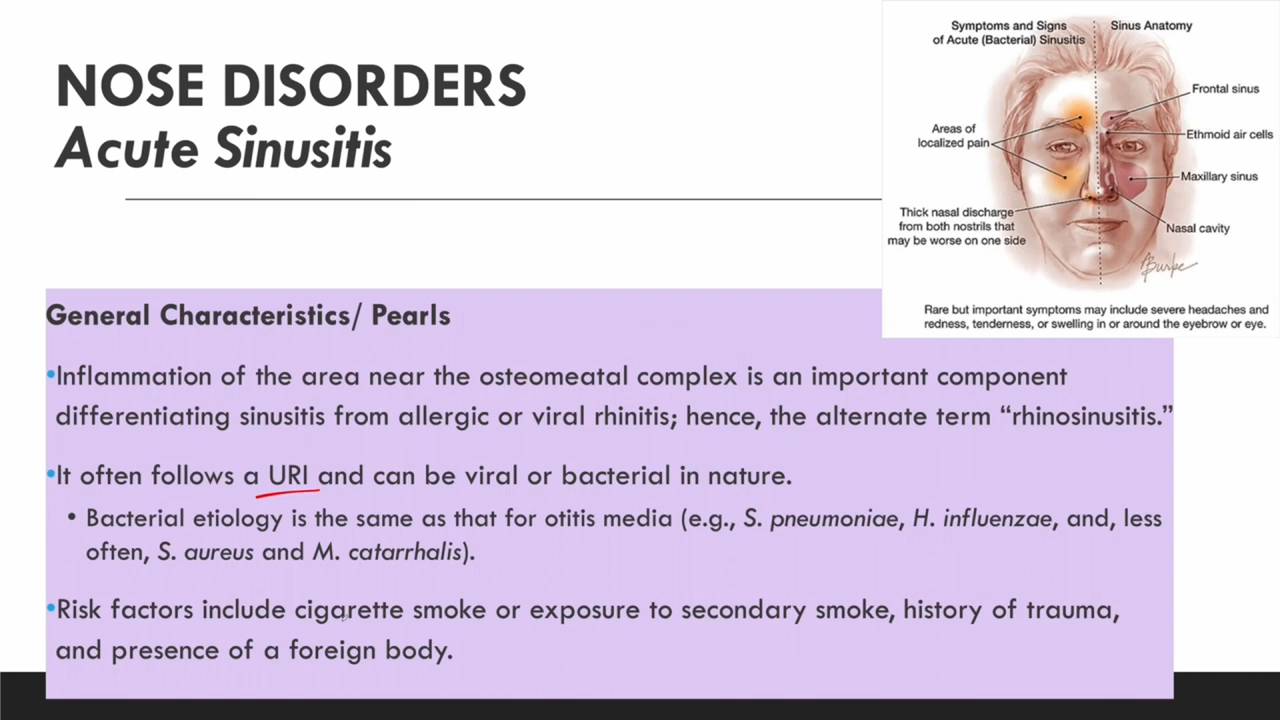 NOSE DISORDERS
Acute Sinusitis
Symptoms and Signs
of Acute (Bacterial) Sinusitis
Sinus Anatomy
Frontal sinus
Areas of
localized pain
Ethmoid air cells
Maxillary sinus
Thick nasal discharge
from both nostrils that
may be worse on one side
Nasal cavity
Burke
Rare but important symptoms may include severe headaches and
redness, tenderness, or swelling in or around the eyebrow or eye.
General Characteristics/ Pearls
•Inflammation of the area near the osteomeatal complex is an important component
differentiating sinusitis from allergic or viral rhinitis; hence, the alternate term “rhinosinusitis.”
•It often follows a URI and can be viral or bacterial in nature.
• Bacterial etiology is the same as that for otitis media (e.g., S. pneumoniae, H. influenzae, and, less
often, S. aureus and M. catarrhalis).
•Risk factors include cigarette smoke or exposure to secondary smoke, history of trauma,
and presence of a foreign body.